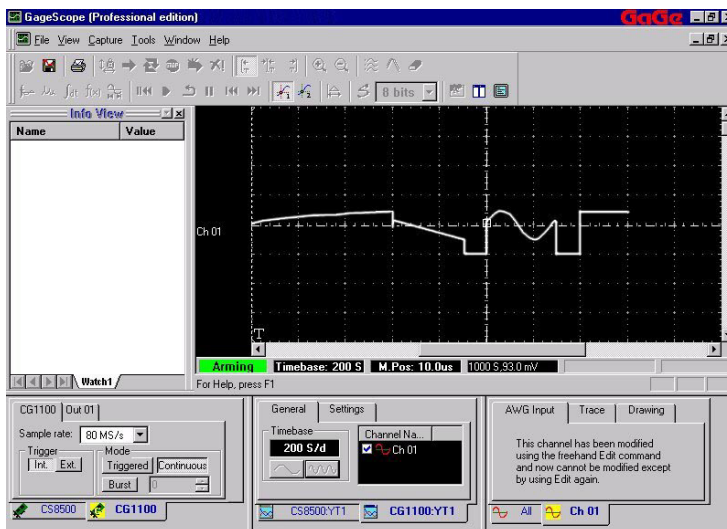 GageScope (Professional edition)
GaGe
File View Capture Tools Window Help
8 bits
Info View
Name Value
Ch 01
T
Watch1
Arming Timebase: 200 S M.Pos: 10.0us 1000 S,93.0 mV
For Help, press F1
CG1100 Out 01
Sample rate: 80 MS/s
Trigger
Int. Ext.
Mode
Triggered Continuous
Burst 0
CS8500 CG1100
General Settings
Timebase
200 S/d
Channel Na...
Ch 01
CS8500:YT1 CG1100:YT1
AWG Input Trace Drawing
This channel has been modified
using the freehand Edit command
and now cannot be modified except
by using Edit again.
All Ch 01